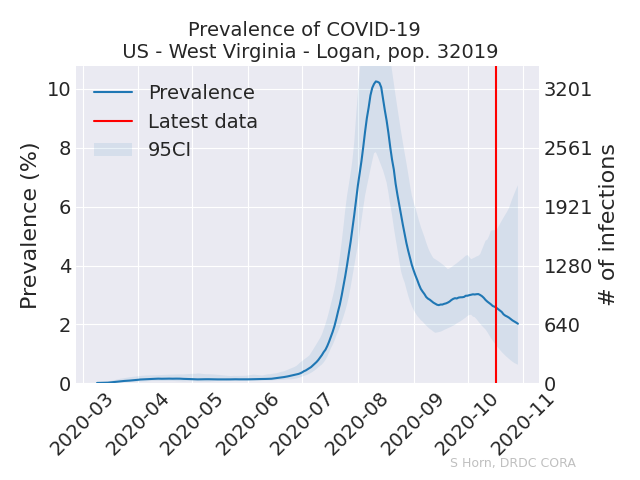 Prevalence of COVID-19
US - West Virginia - Logan, pop. 32019
Prevalence
Latest data
95CI
Prevalence (%)
10
8
6
4
2
0
3201
2561
1921
1280
640
0
# of infections
2020-03
2020-04
2020-05
2020-06
2020-07
2020-08
2020-09
2020-10
2020-11
S Horn, DRDC CORA